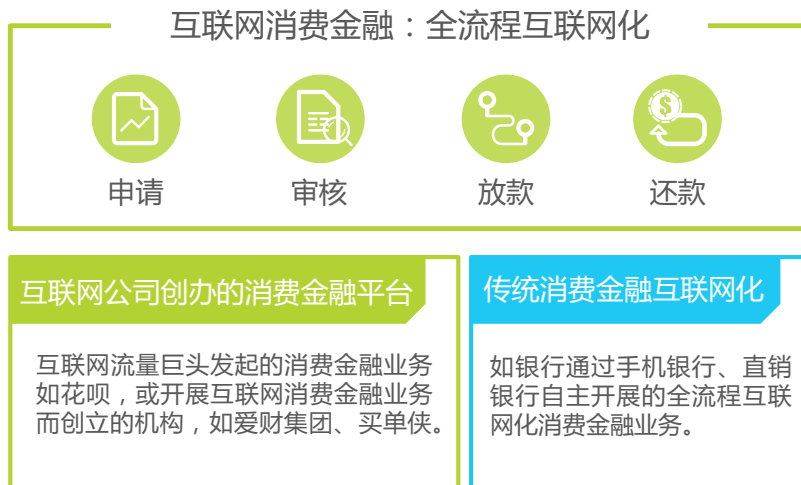 互联网消费金融：全流程互联网化
申请
审核
放款
还款
互联网公司创办的消费金融平台
互联网流量巨头发起的消费金融业务
如花呗，或开展互联网消费金融业务
而创立的机构，如爱财集团、买单侠。
传统消费金融互联网化
如银行通过手机银行、直销
银行自主开展的全流程互联
网化消费金融业务。